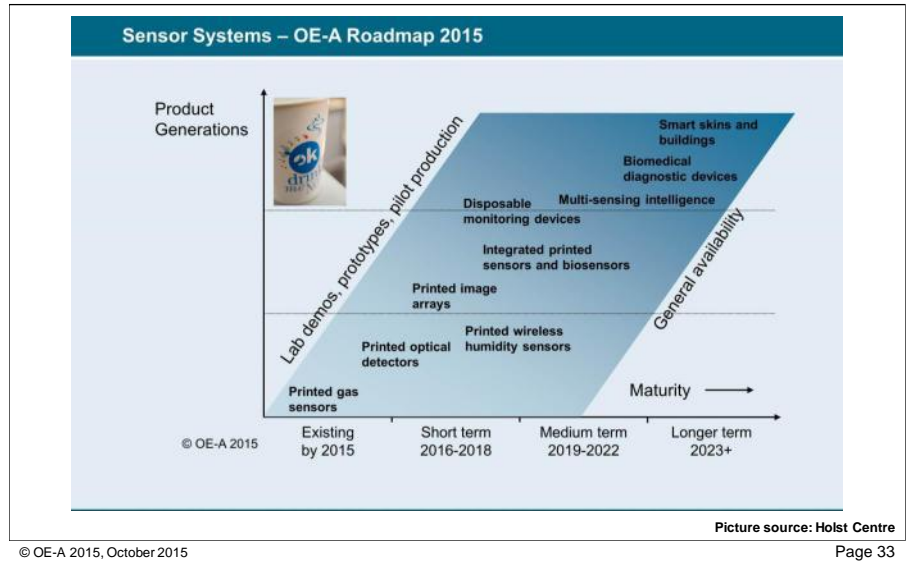 Sensor Systems – OE-A Roadmap 2015
Product
Generations
ok
drink
Lab demos, prototypes, pilot production
General availability
Smart skins and
buildings
Biomedical
diagnostic devices
Multi-sensing intelligence
Disposable
monitoring devices
Integrated printed
sensors and biosensors
Printed image
arrays
Printed wireless
humidity sensors
Printed optical
detectors
Printed gas
sensors
Maturity
Existing
by 2015
Short term
2016-2018
Medium term
2019-2022
Longer term
2023+
© OE-A 2015
Picture source: Holst Centre
© OE-A 2015, October 2015
Page 33